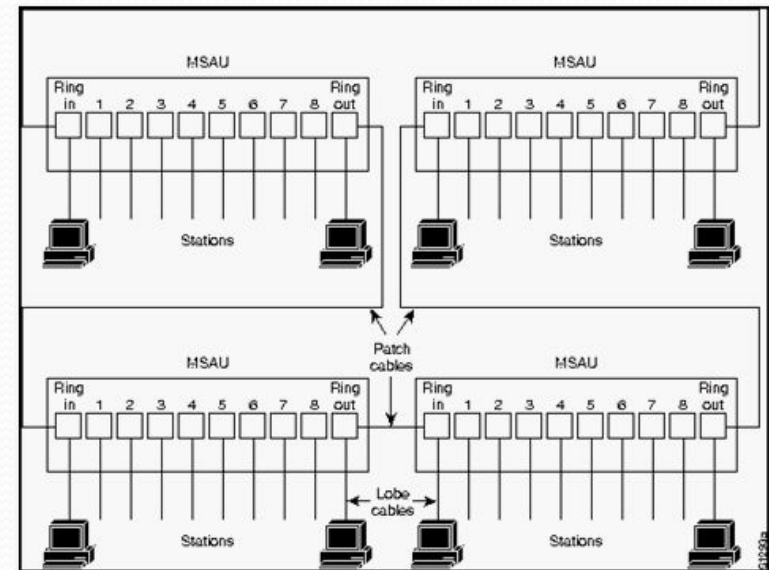 MSAU
Ring in 1 2 3 4 5 6 7 8 Ring out
Stations
MSAU
Ring in 1 2 3 4 5 6 7 8 Ring out
Stations
Patch cables
MSAU
Ring in 1 2 3 4 5 6 7 8 Ring out
Stations
MSAU
Ring in 1 2 3 4 5 6 7 8 Ring out
Stations
Lobe cables